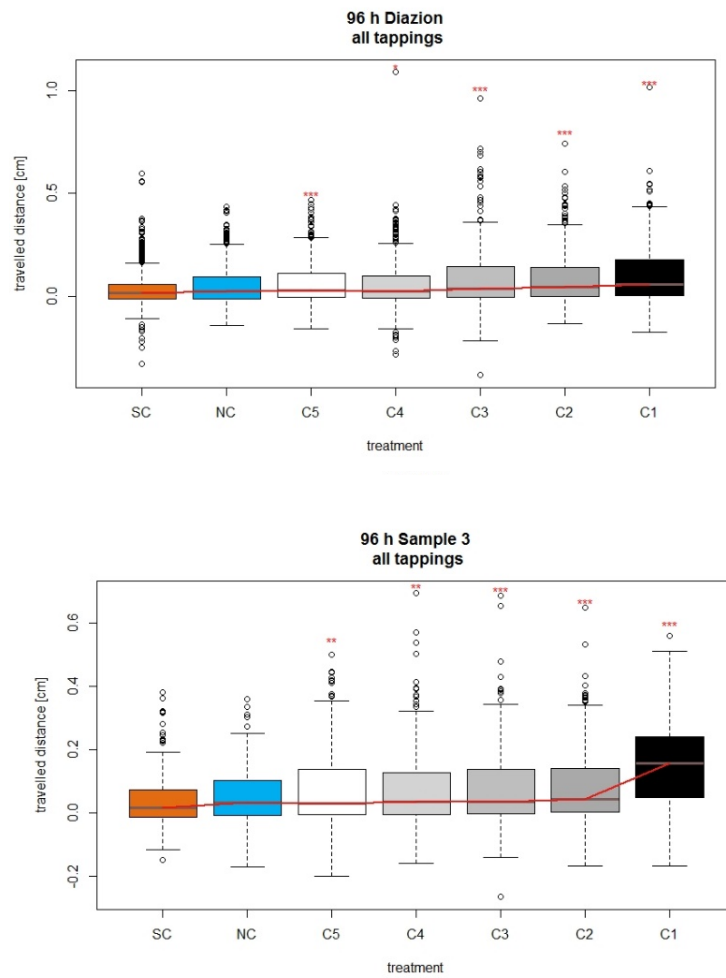 96 h Diazion
all tappings
travelled distance [cm]
1.0
0.5
0.0
* 
*** *** ***
***
SC NC C5 C4 C3 C2 C1
treatment
96 h Sample 3
all tappings
travelled distance [cm]
0.6
0.4
0.2
0.0
-0.2
** *** ***
** ***
SC NC C5 C4 C3 C2 C1
treatment